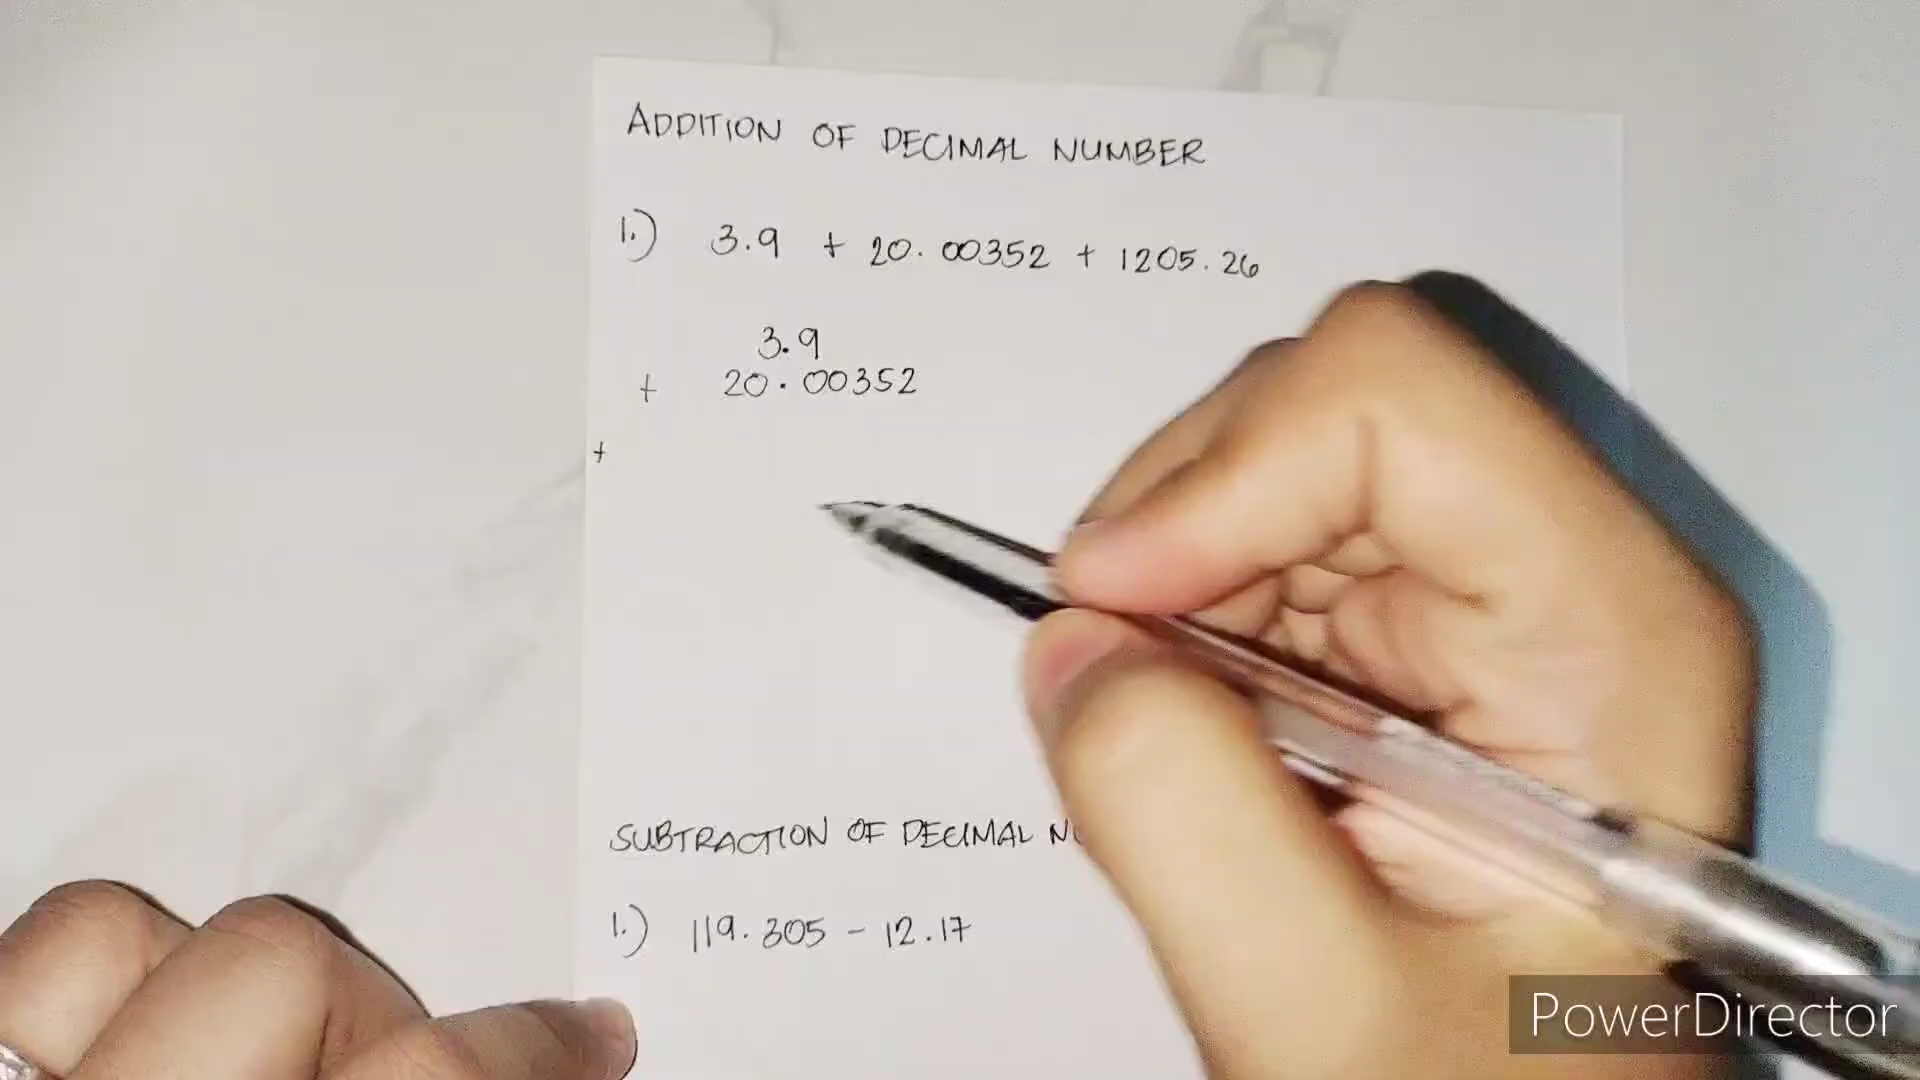 ADDITION OF DECIMAL NUMBER
1.) 3.9 + 20.00352 + 1205.26
3.9
+ 20.00352
+
SUBTRACTION OF DECIMAL
1.) 119.305 - 12.17
PowerDirector